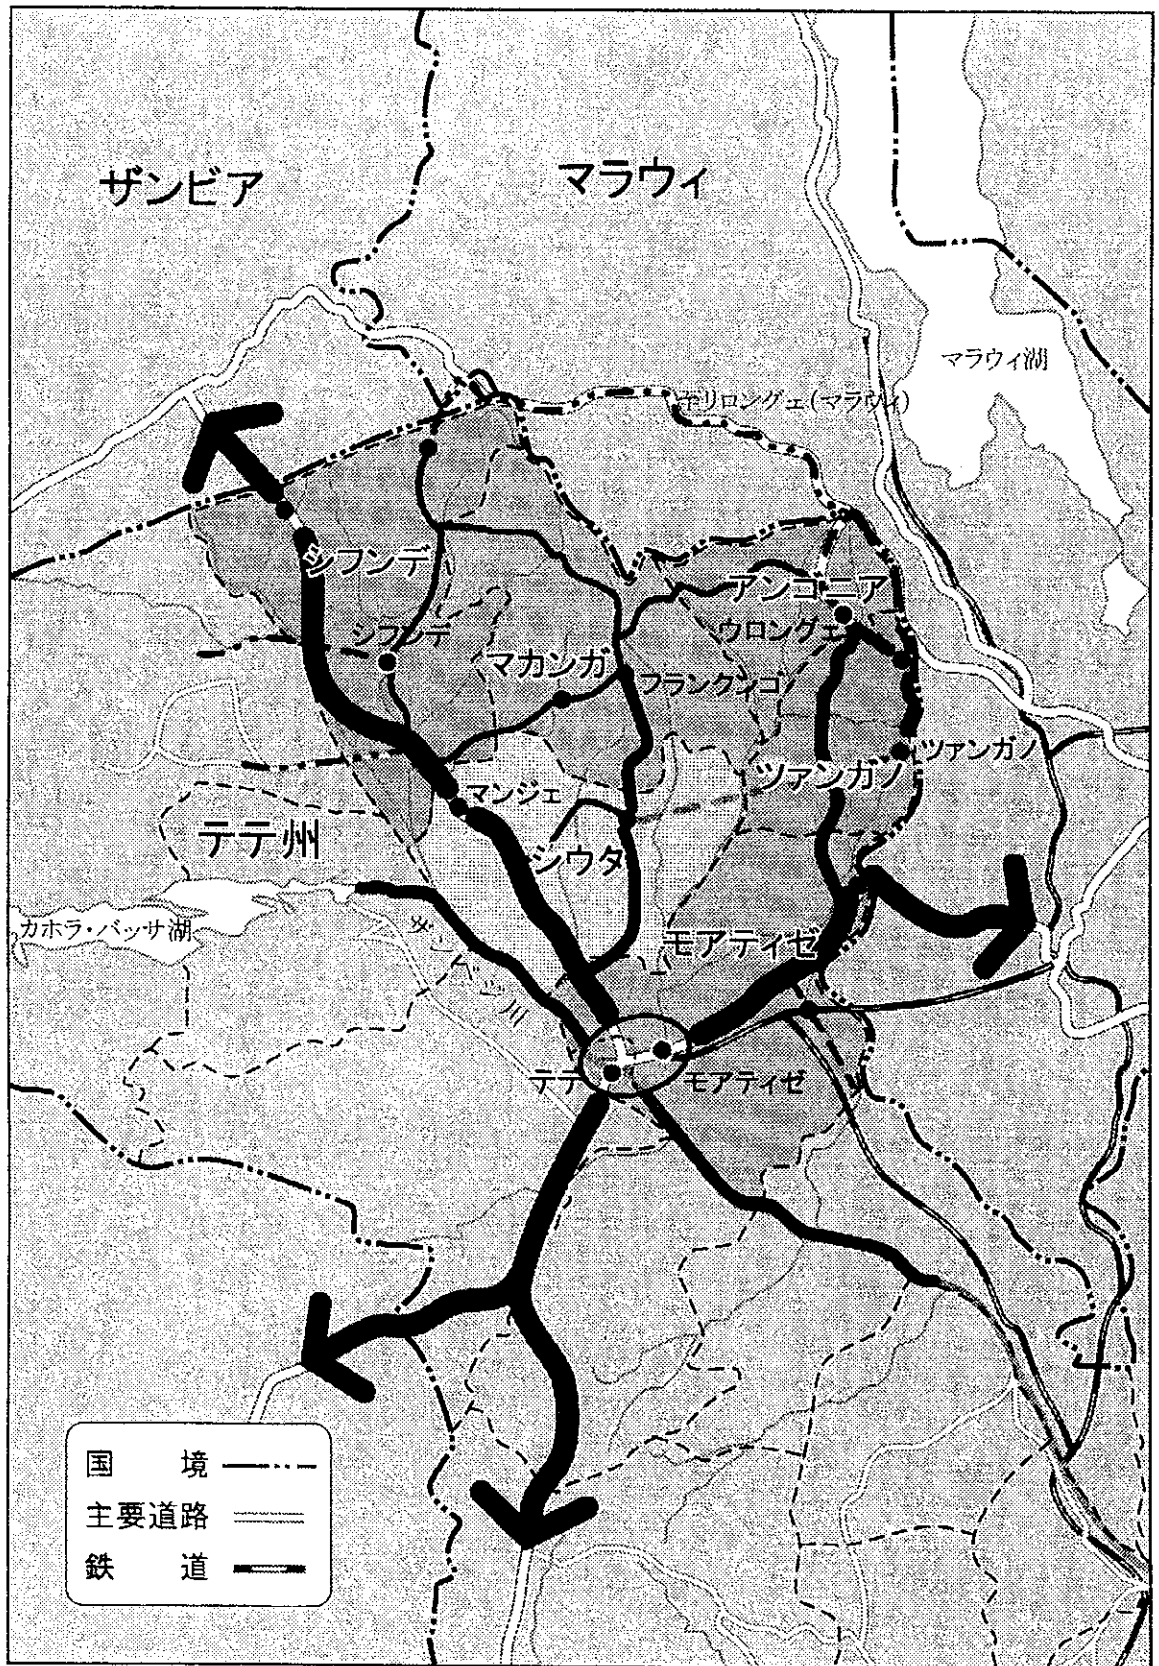 ザンビア
マラウィ
マラウィ湖
キリロングェ(マラウィ)
シフンデ
アンゴニア
シフンデ
ウロングェ
マカンガ
フランクンゴ
ツァンガノ
ツァンガノ
マンジェ
テテ州
シウタ
カホラ・バッサ湖
モアティゼ
川
テテ
モアティゼ
国境
主要道路
鉄道